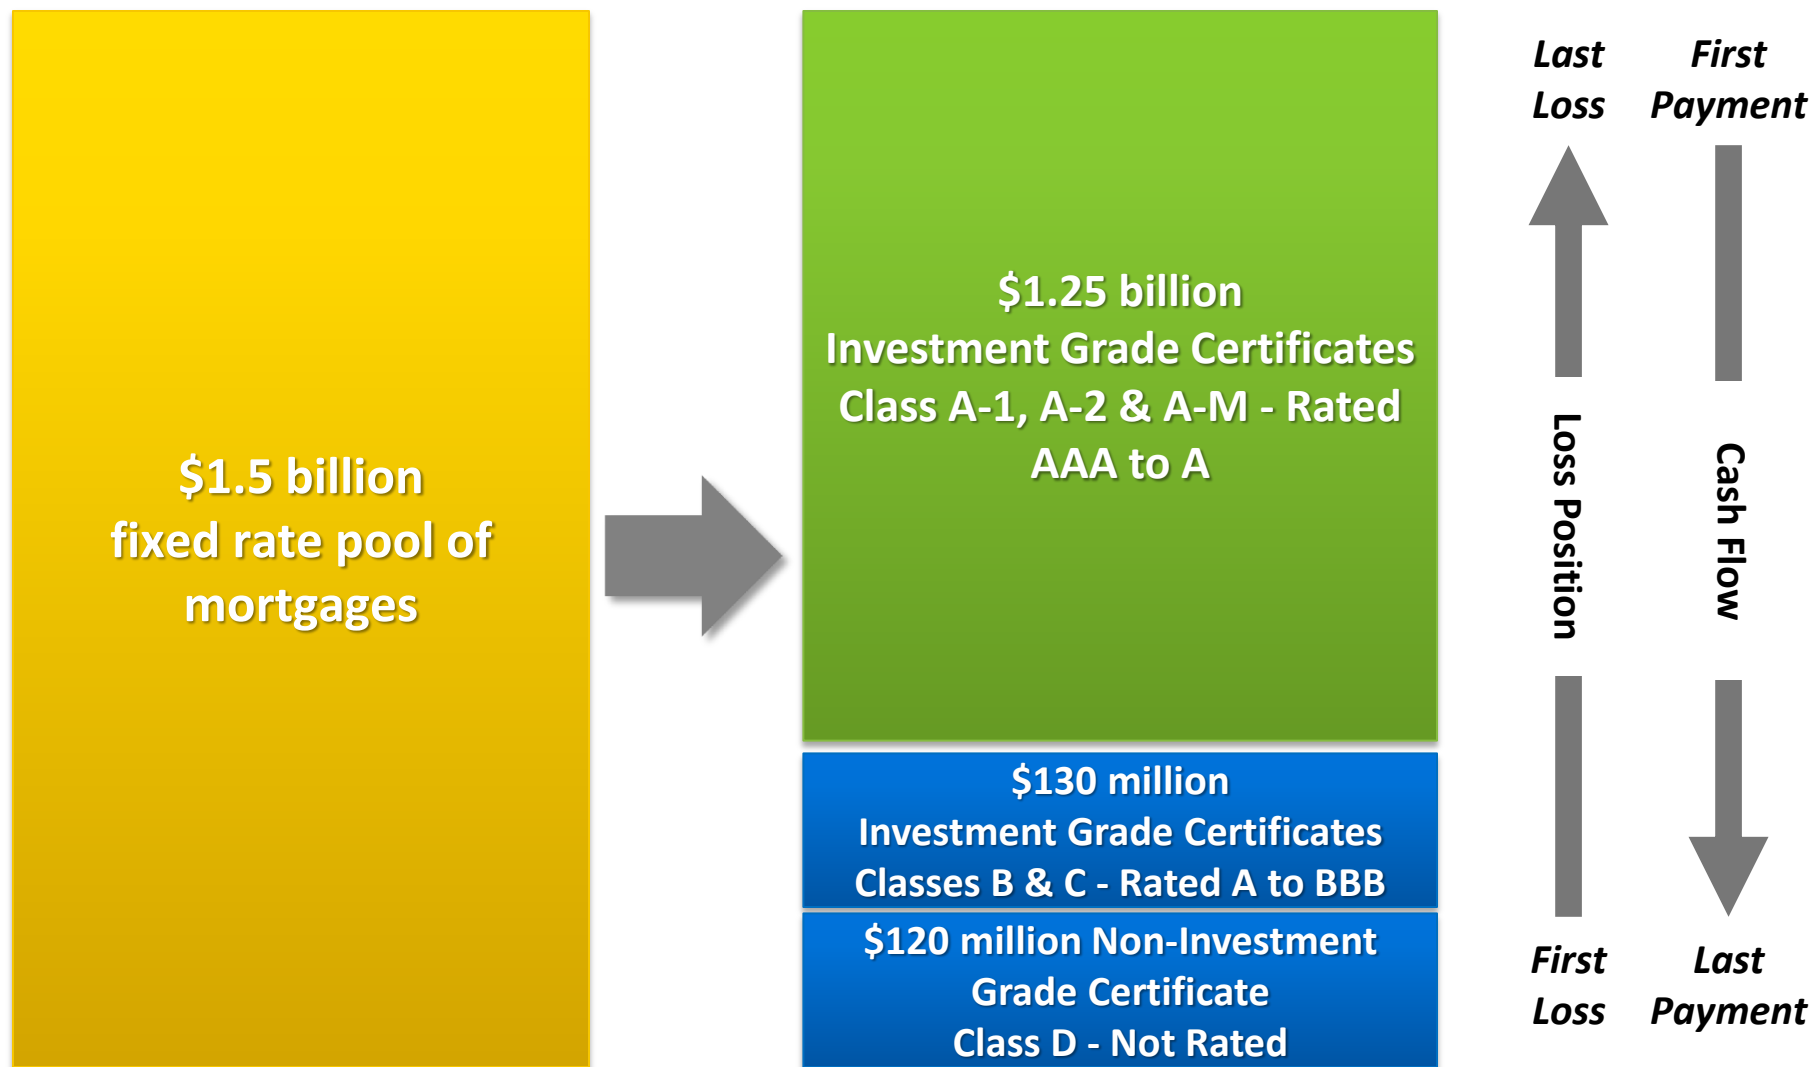 $1.5 billion
fixed rate pool of
mortgages
$1.25 billion
Investment Grade Certificates
Class A-1, A-2 & A-M - Rated
AAA to A
$130 million
Investment Grade Certificates
Classes B & C - Rated A to BBB
$120 million Non-Investment
Grade Certificate
Class D - Not Rated
Last
Loss
Loss Position
First
Loss
First
Payment
Cash Flow
Last
Payment